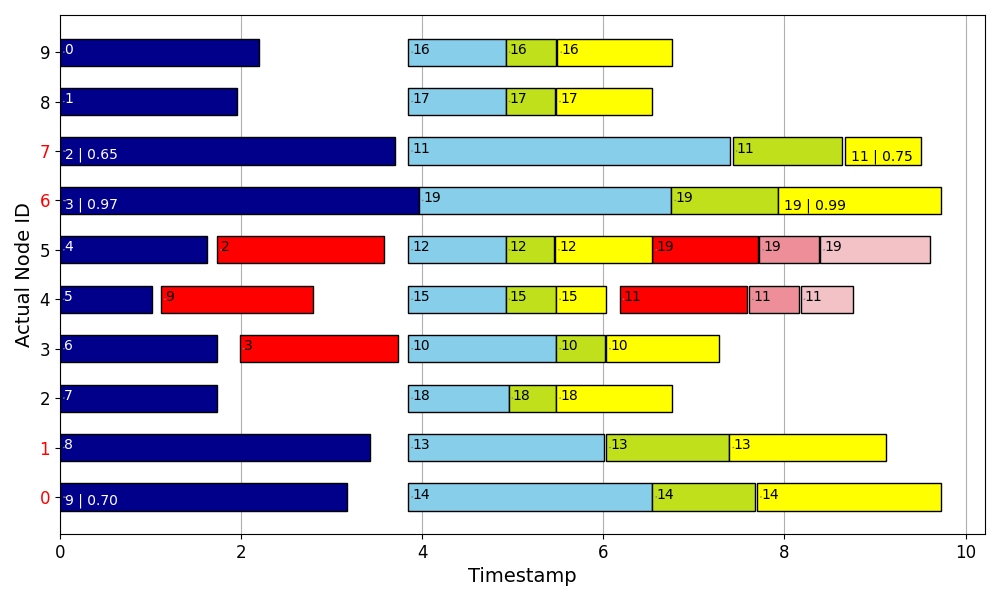 9 0 16 16 16
8 1 17 17 17
7 2 | 0.65 11 11 11 | 0.75
6 3 | 0.97 19 19 19 | 0.99
5 4 2 12 12 12 19 19 19
4 5 9 15 15 15 11 11 11
3 6 3 10 10 10
2 7 18 18 18
1 8 13 13 13
0 9 | 0.70 14 14 14
Actual Node ID
0 2 4 6 8 10
Timestamp